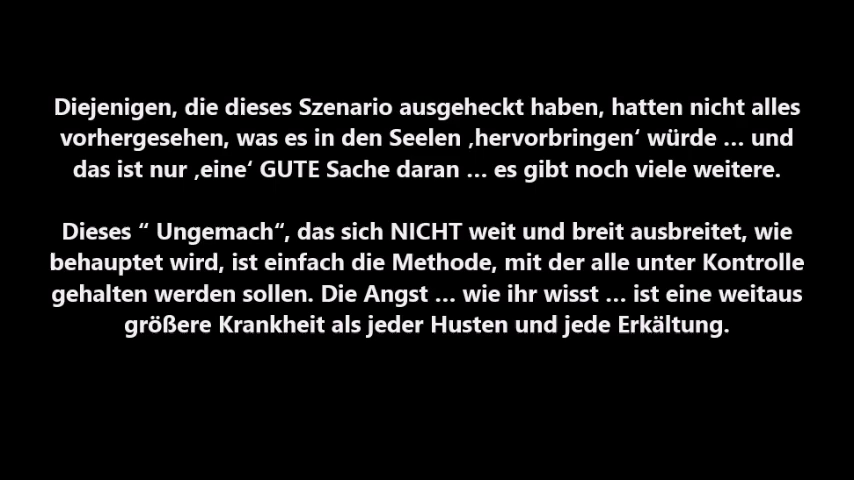 Diejenigen, die dieses Szenario ausgeheckt haben, hatten nicht alles
vorhergesehen, was es in den Seelen ‚hervorbringen‘ würde … und
das ist nur ‚eine‘ GUTE Sache daran … es gibt noch viele weitere.
Dieses “ Ungemach“, das sich NICHT weit und breit ausbreitet, wie
behauptet wird, ist einfach die Methode, mit der alle unter Kontrolle
gehalten werden sollen. Die Angst … wie ihr wisst … ist eine weitaus
größere Krankheit als jeder Husten und jede Erkältung.